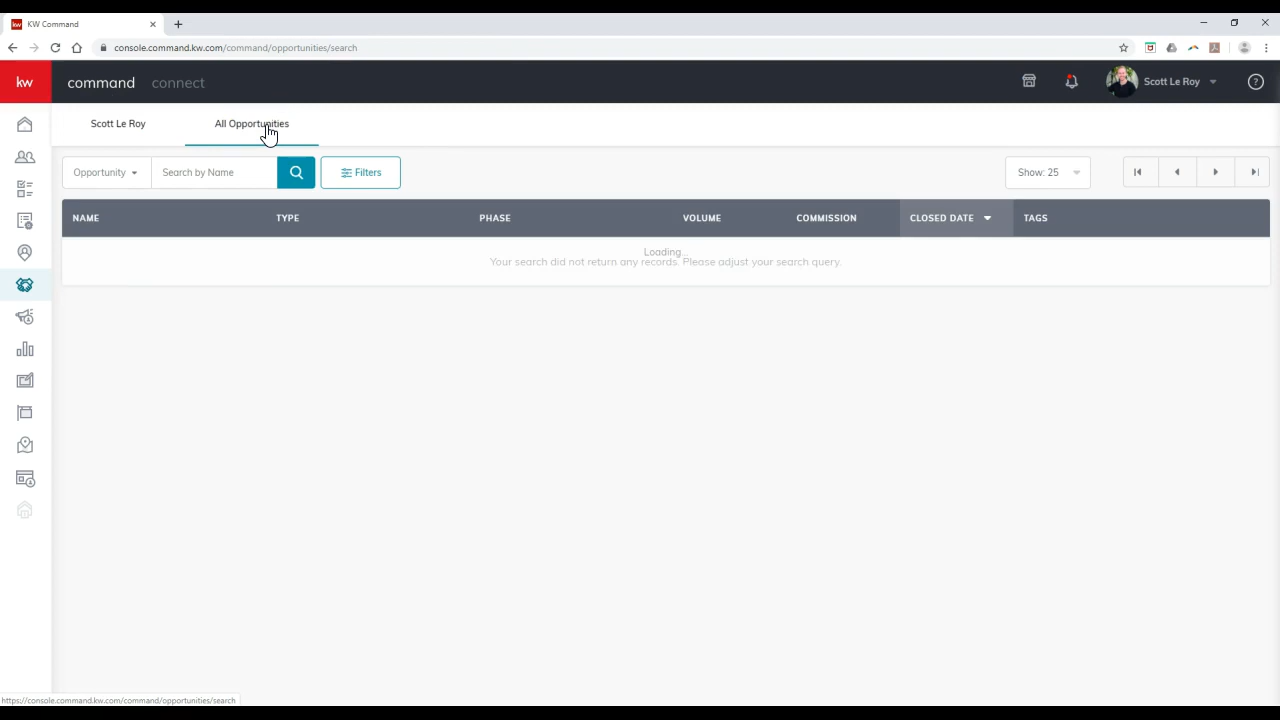 KW Command
console.command.kw.com/command/opportunities/search
kw command connect Scott Le Roy
Scott Le Roy All Opportunities
Opportunity Search by Name Filters Show: 25
NAME TYPE PHASE VOLUME COMMISSION CLOSED DATE TAGS
Loading...
Your search did not return any records. Please adjust your search query.
https://console.command.kw.com/command/opportunities/search